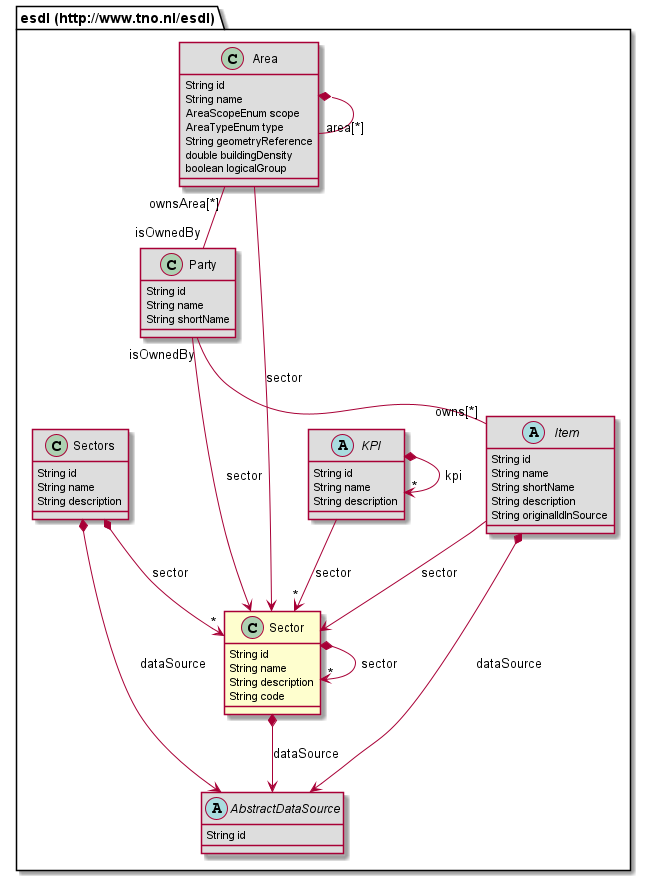 esdl (http://www.tno.nl/esdl)
C Area
String id
String name
AreaScopeEnum scope
AreaTypeEnum type
String geometryReference
double buildingDensity
boolean logicalGroup
area[*]
ownsArea[*]
isOwnedBy
C Party
String id
String name
String shortName
isOwnedBy
sector
owns[*]
C Sectors
String id
String name
String description
A KPI
String id
String name
String description
*
kpi
A Item
String id
String name
String shortName
String description
String originalIdInSource
sector
sector
*
sector
*
sector
C Sector
String id
String name
String description
String code
*
sector
dataSource
dataSource
dataSource
A AbstractDataSource
String id